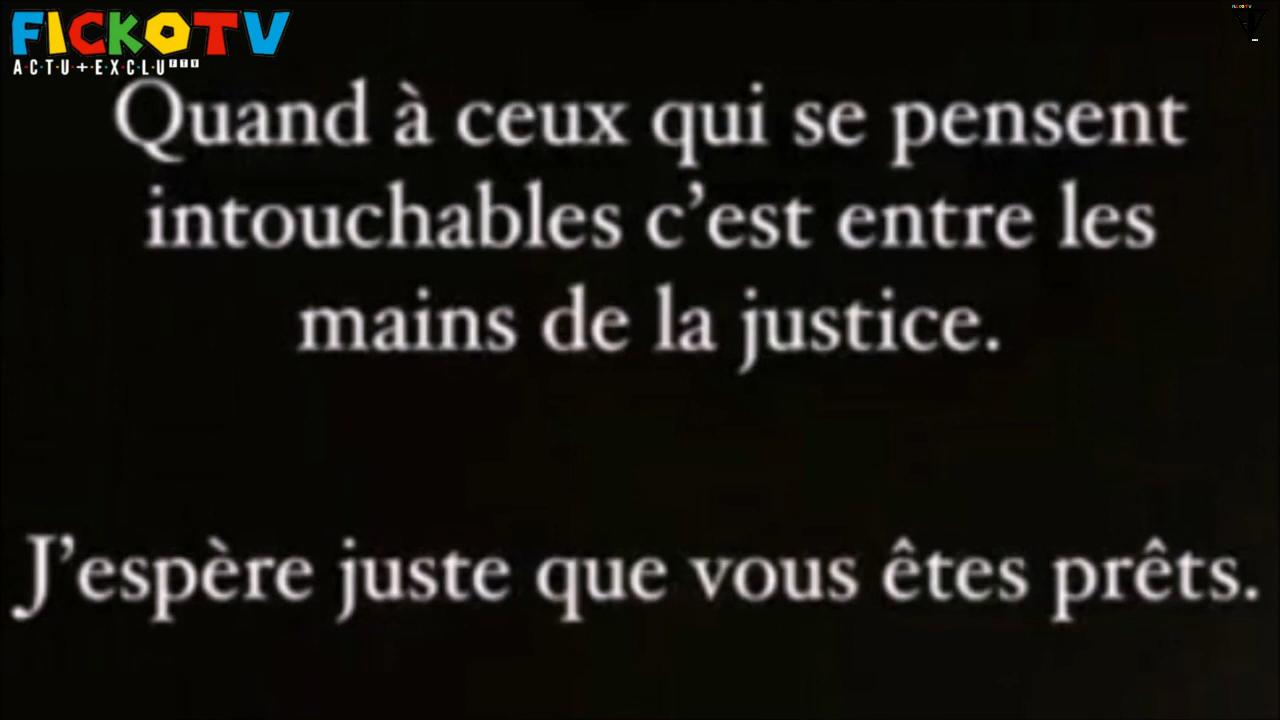 FICKOTV
ACTU+EXCLU
Quand à ceux qui se pensent
intouchables c’est entre les
mains de la justice.
J’espère juste que vous êtes prêts.